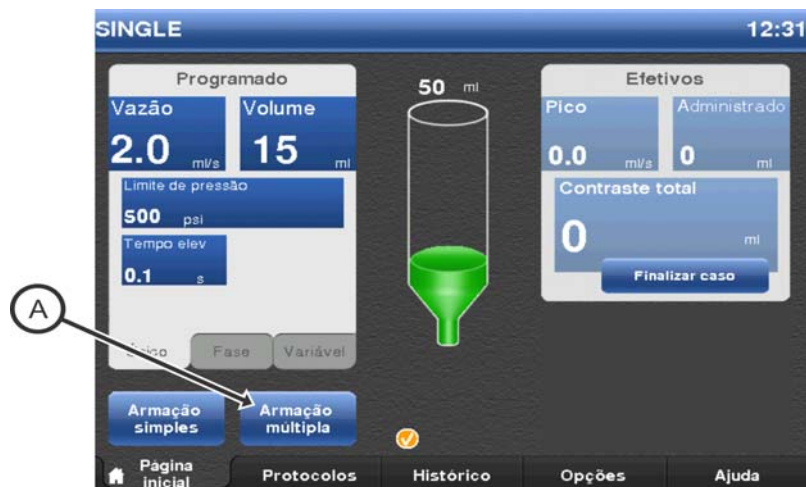 SINGLE 12:31
Programado
Vazão
2.0 ml/s
Volume
15 ml
Limite de pressão
500 psi
Tempo elev
0.1 s
Fase
Variável
50 ml
Efetivos
Pico
0.0 ml/s
Administrado
0 ml
Contraste total
0 ml
Finalizar caso
A
Armação
simples
Armação
múltipla
Página
inicial
Protocolos
Histórico
Opções
Ajuda